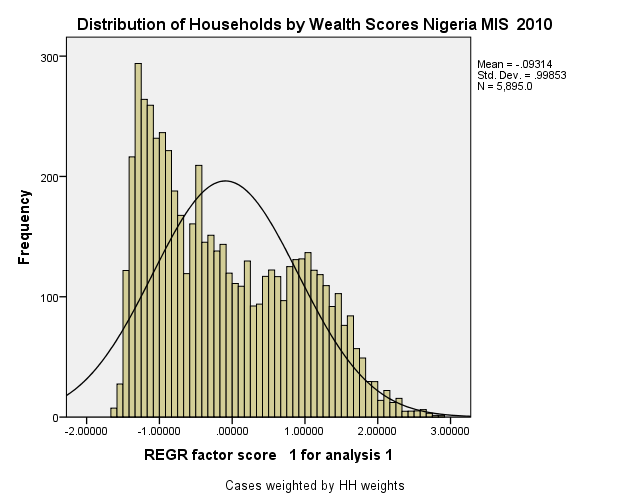 Distribution of Households by Wealth Scores Nigeria MIS 2010
Mean = -.09314
Std. Dev. = .99853
N = 5,895.0
300
200
100
0
Frequency
-2.00000 -1.00000 .00000 1.00000 2.00000 3.00000
REGR factor score 1 for analysis 1
Cases weighted by HH weights